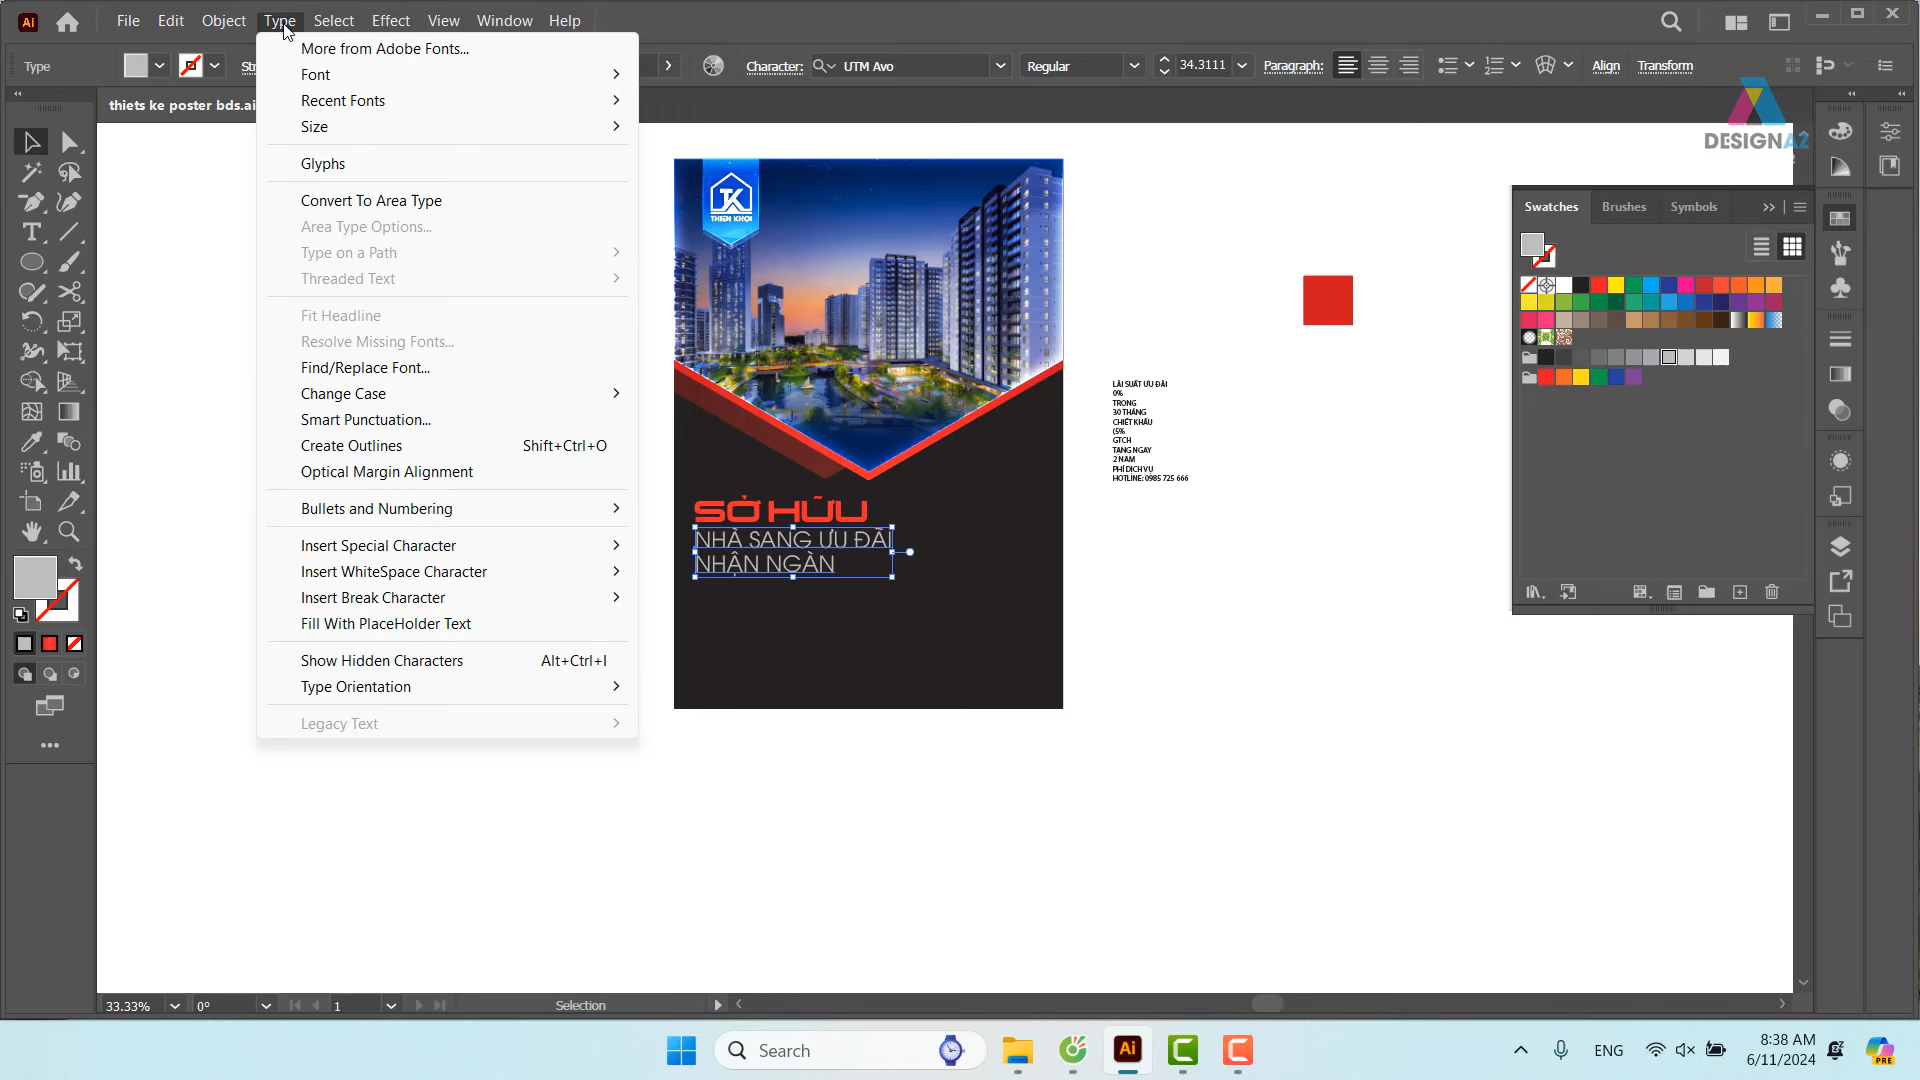 Ai File Edit Object Type Select Effect View Window Help
Type Str Character: UTM Avo Regular 34.3111 Paragraph: Align Transform
thiets ke poster bds.ai
DESIGNA2
More from Adobe Fonts...
Font
Recent Fonts
Size
Glyphs
Convert To Area Type
Area Type Options...
Type on a Path
Threaded Text
Fit Headline
Resolve Missing Fonts...
Find/Replace Font...
Change Case
Smart Punctuation...
Create Outlines Shift+Ctrl+O
Optical Margin Alignment
Bullets and Numbering
Insert Special Character
Insert WhiteSpace Character
Insert Break Character
Fill With PlaceHolder Text
Show Hidden Characters Alt+Ctrl+I
Type Orientation
Legacy Text
TK
THIEN KHOI
SỞ HỮU
NHÀ SANG ƯU ĐÃI
NHẬN NGÀN
LÃI SUẤT ƯU ĐÃI
0%
TRONG
30 THÁNG
CHIẾT KHẤU
(5%
GTCH
TẶNG NGAY
2 NĂM
PHÍ DỊCH VỤ
HOTLINE: 0985 725 666
Swatches Brushes Symbols
33.33% 0° 1 Selection
Search
Ai
ENG
8:38 AM
6/11/2024
PRE